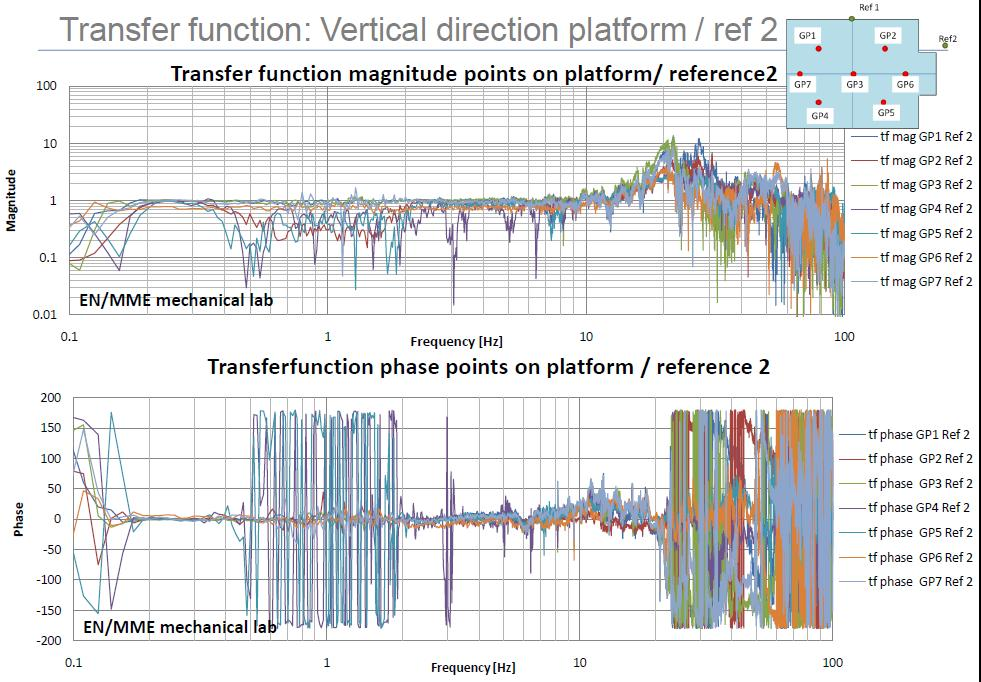 Transfer function: Vertical direction platform / ref 2
Ref 1
GP1
GP2
Ref2
GP7
GP3
GP6
GP4
GP5
Transfer function magnitude points on platform/ reference2
100
10
1
0.1
0.01
Magnitude
EN/MME mechanical lab
0.1
1
10
100
Frequency [Hz]
tf mag GP1 Ref 2
tf mag GP2 Ref 2
tf mag GP3 Ref 2
tf mag GP4 Ref 2
tf mag GP5 Ref 2
tf mag GP6 Ref 2
tf mag GP7 Ref 2
Transferfunction phase points on platform / reference 2
200
150
100
50
0
-50
-100
-150
-200
Phase
EN/MME mechanical lab
0.1
1
10
100
Frequency [Hz]
tf phase GP1 Ref 2
tf phase GP2 Ref 2
tf phase GP3 Ref 2
tf phase GP4 Ref 2
tf phase GP5 Ref 2
tf phase GP6 Ref 2
tf phase GP7 Ref 2